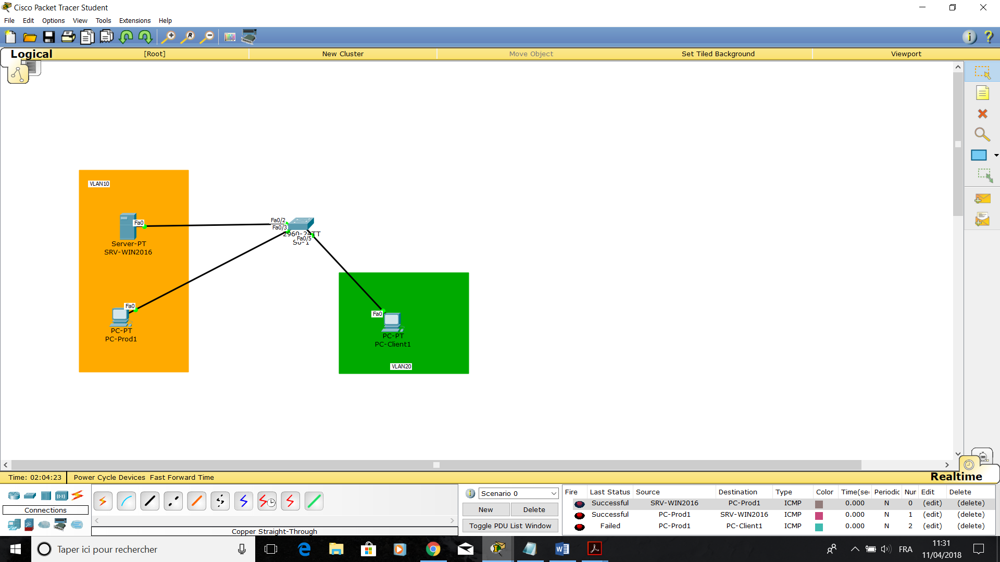 Cisco Packet Tracer Student
File Edit Options View Tools Extensions Help
Logical [Root] New Cluster Move Object Set Tiled Background Viewport
VLAN10
Fa0
Server-PT
SRV-WIN2016
Fa0/2
Fa0/3
2960-24TT
Fa0/5
Fa0
PC-PT
PC-Prod1
Fa0
PC-PT
PC-Client1
VLAN20
Time: 02:04:23 Power Cycle Devices Fast Forward Time
Realtime
Connections
Copper Straight-Through
Scenario 0
New Delete
Toggle PDU List Window
Fire Last Status Source Destination Type Color Time(sec Periodic Num Edit Delete
Successful SRV-WIN2016 PC-Prod1 ICMP 0.000 N 0 (edit) (delete)
Successful PC-Prod1 SRV-WIN2016 ICMP 0.000 N 1 (edit) (delete)
Failed PC-Prod1 PC-Client1 ICMP 0.000 N 2 (edit) (delete)
Taper ici pour rechercher
FRA
11:31
11/04/2018